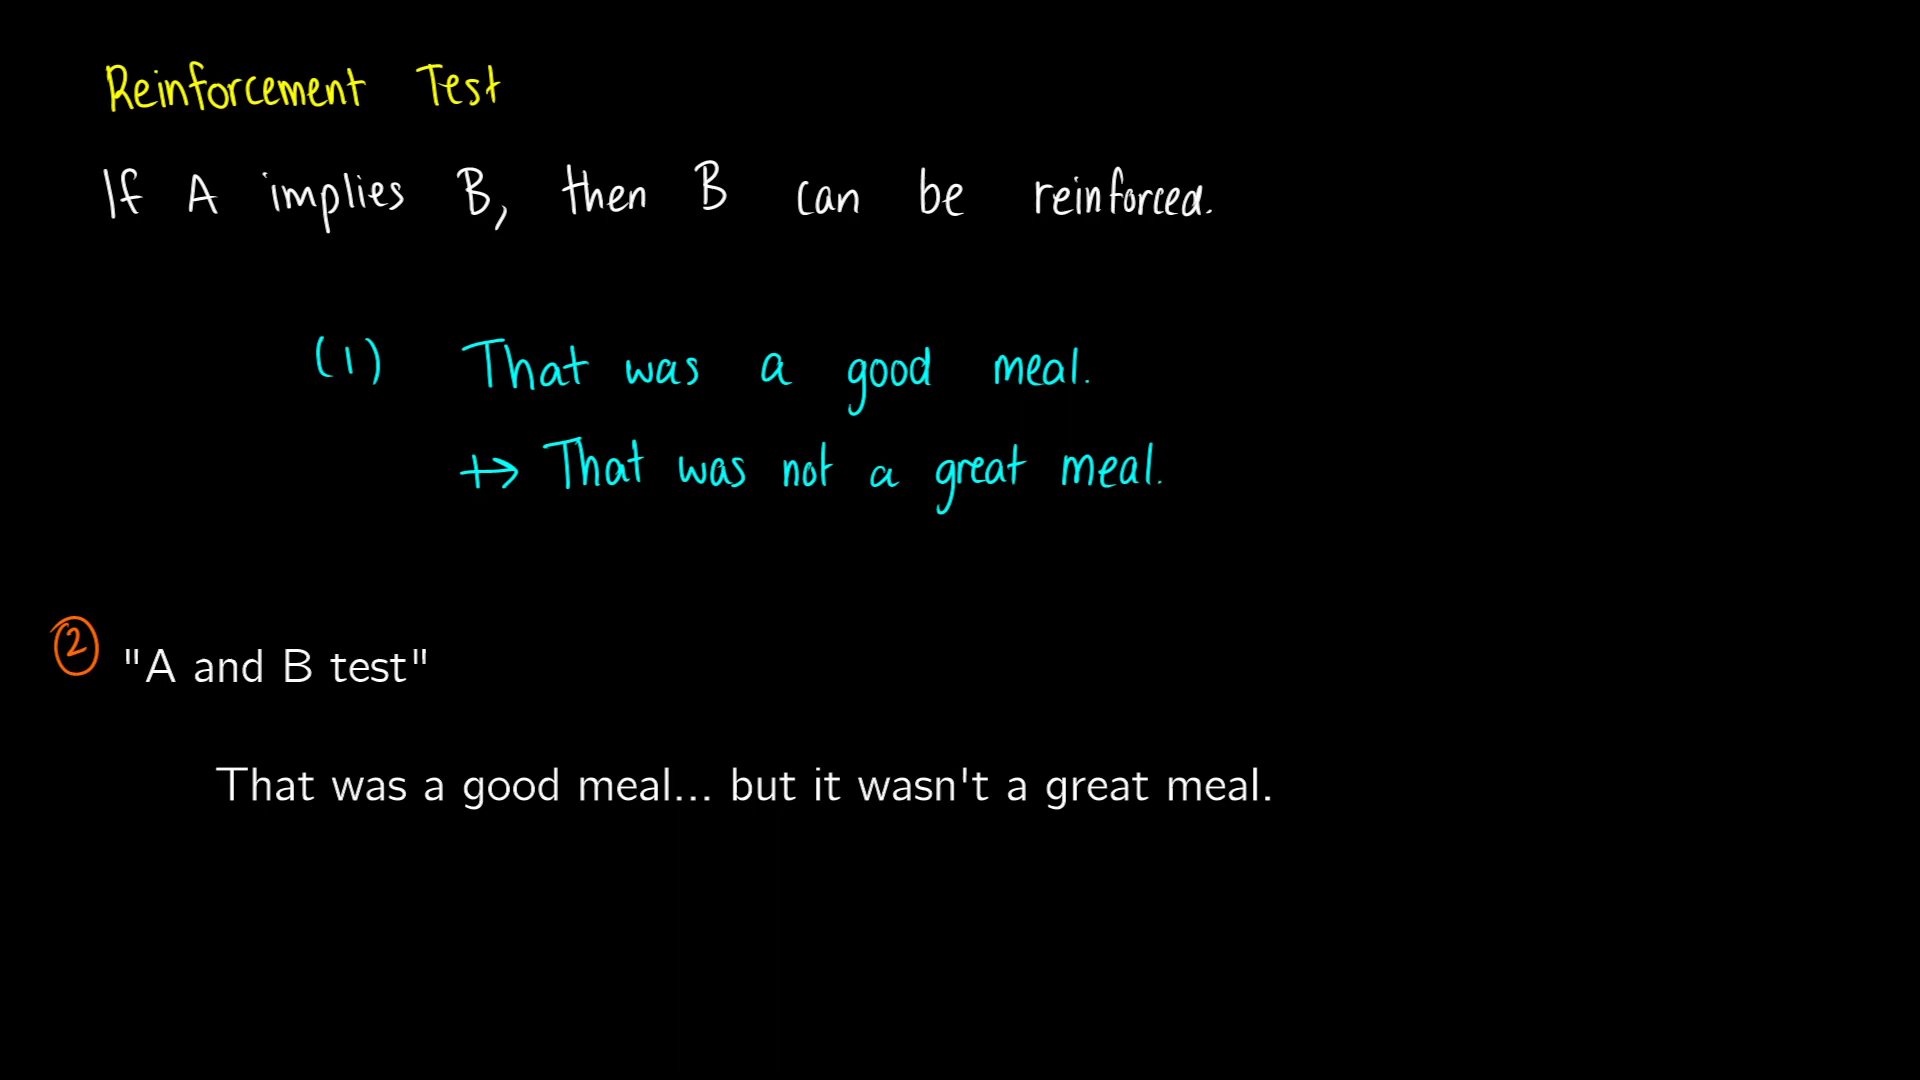 Reinforcement Test
If A implies B, then B can be reinforced.
(1) That was a good meal.
+> That was not a great meal.
② "A and B test"
That was a good meal... but it wasn't a great meal.